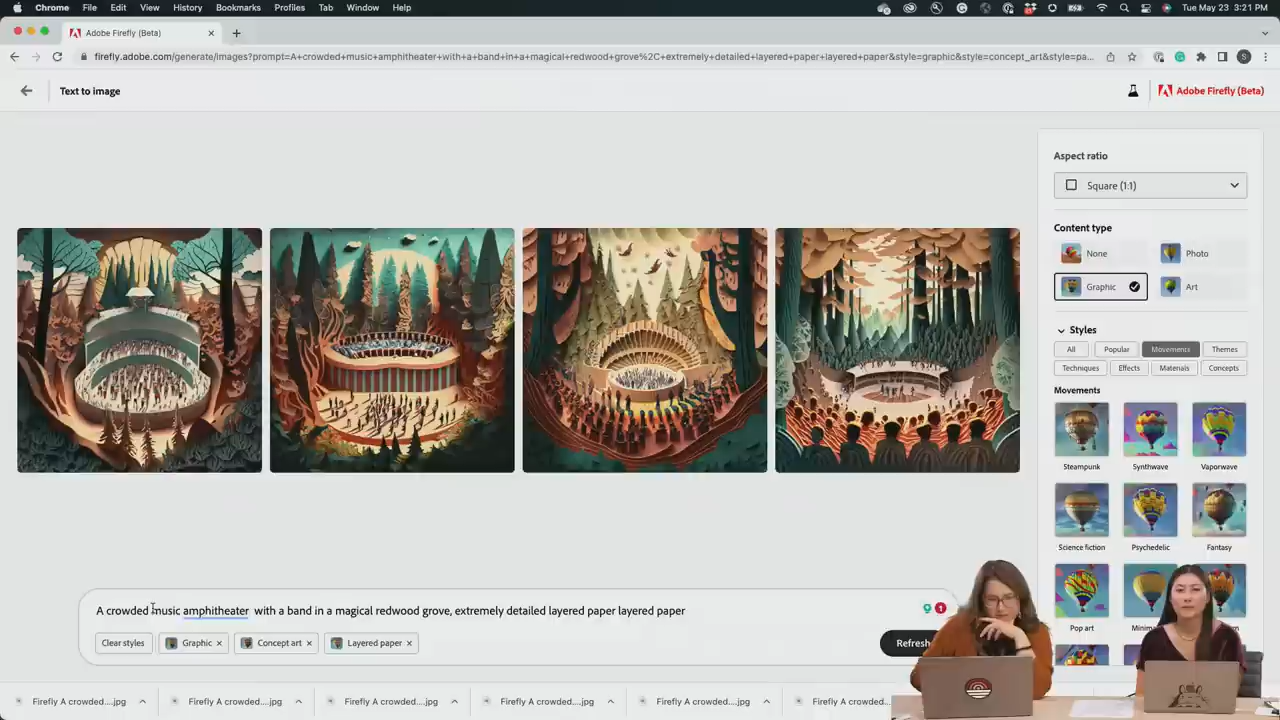 Chrome File Edit View History Bookmarks Profiles Tab Window Help
Tue May 23 3:21 PM
Adobe Firefly (Beta)
firefly.adobe.com/generate/images?prompt=A+crowded+music+amphitheater+with+a+band+in+a+magical+redwood+grove%2C+extremely+detailed+layered+paper+layered+paper&style=graphic&style=concept_art&style=pa...
Text to image
Adobe Firefly (Beta)
Aspect ratio
Square (1:1)
Content type
None Photo
Graphic Art
Styles
All Popular Movements Themes
Techniques Effects Materials Concepts
Movements
Steampunk Synthwave Vaporwave
Science fiction Psychedelic Fantasy
Pop art
A crowded music amphitheater with a band in a magical redwood grove, extremely detailed layered paper layered paper
1
Clear styles Graphic × Concept art × Layered paper ×
Refresh
Firefly A crowded....jpg Firefly A crowded....jpg Firefly A crowded....jpg Firefly A crowded....jpg Firefly A crowded....jpg